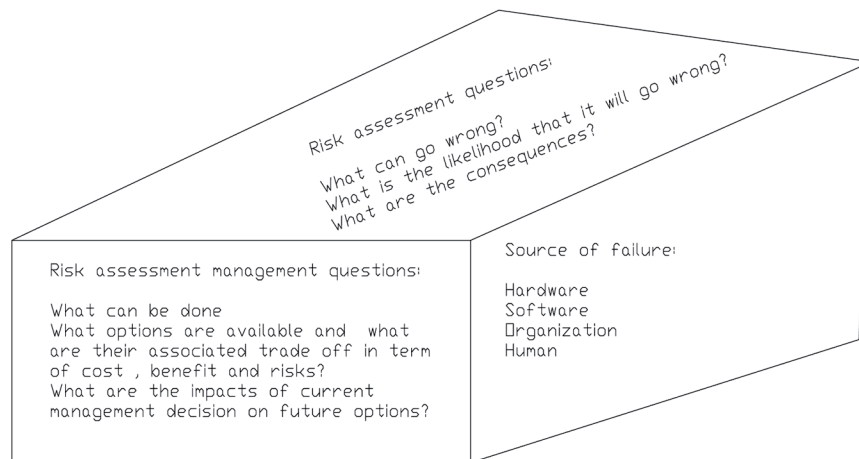 Risk assessment questions:
What can go wrong?
What is the likelihood that it will go wrong?
What are the consequences?
Risk assessment management questions:
What can be done
What options are available and what
are their associated trade off in term
of cost , benefit and risks?
What are the impacts of current
management decision on future options?
Source of failure:
Hardware
Software
Organization
Human